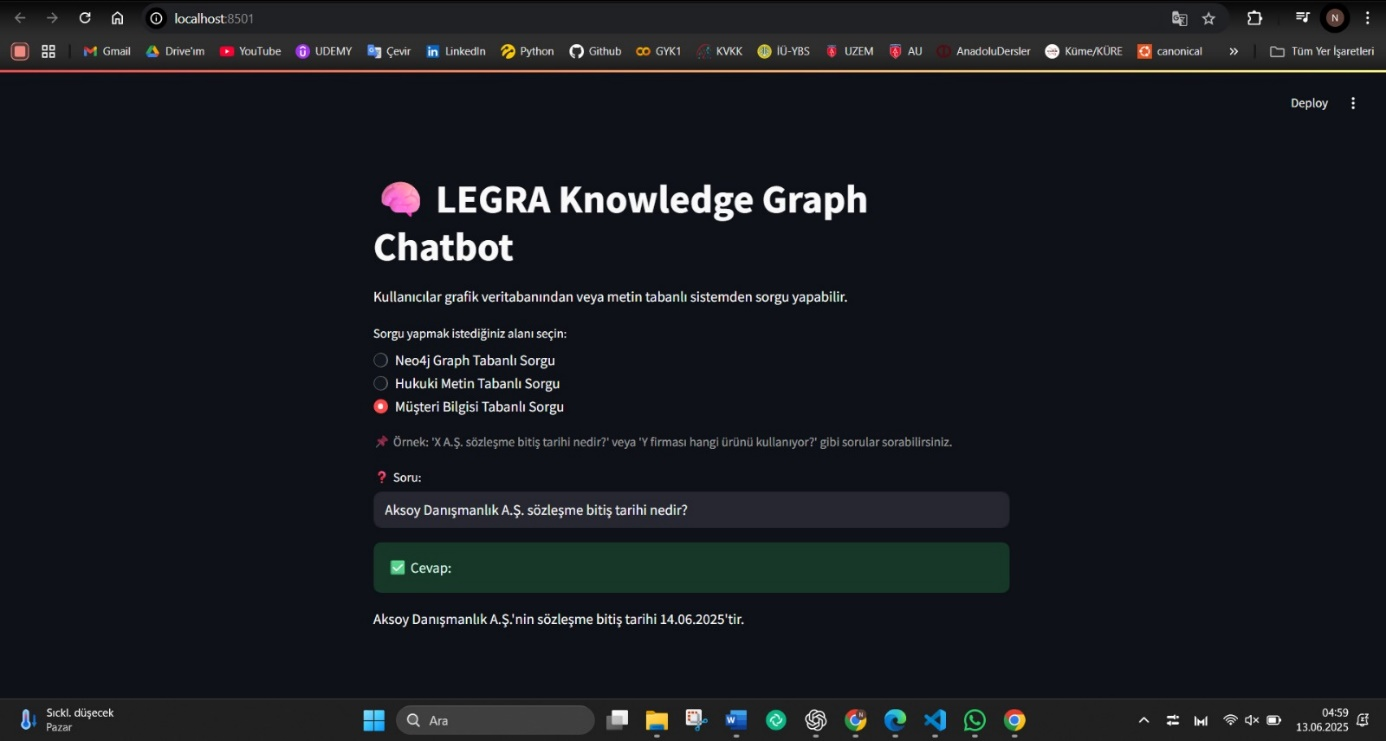 localhost:8501
Gmail Drive'ım YouTube UDEMY Çevir LinkedIn Python Github GYK1 KVKK İÜ-YBS UZEM AU AnadoluDersler Küme/KÜRE canonical » Tüm Yer İşaretleri
N
Deploy
LEGRA Knowledge Graph
Chatbot
Kullanıcılar grafik veritabanından veya metin tabanlı sistemden sorgu yapabilir.
Sorgu yapmak istediğiniz alanı seçin:
Neo4j Graph Tabanlı Sorgu
Hukuki Metin Tabanlı Sorgu
Müşteri Bilgisi Tabanlı Sorgu
Örnek: 'X A.Ş. sözleşme bitiş tarihi nedir?' veya 'Y firması hangi ürünü kullanıyor?' gibi sorular sorabilirsiniz.
Soru:
Aksoy Danışmanlık A.Ş. sözleşme bitiş tarihi nedir?
Cevap:
Aksoy Danışmanlık A.Ş.'nin sözleşme bitiş tarihi 14.06.2025'tir.
Sıckl. düşecek
Pazar
Ara
04:59
13.06.2025